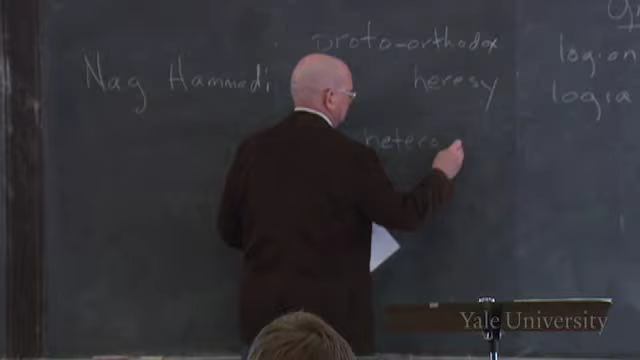 proto-orthodox
logion
Nag Hammadi
heresy
logia
hetero
Yale University